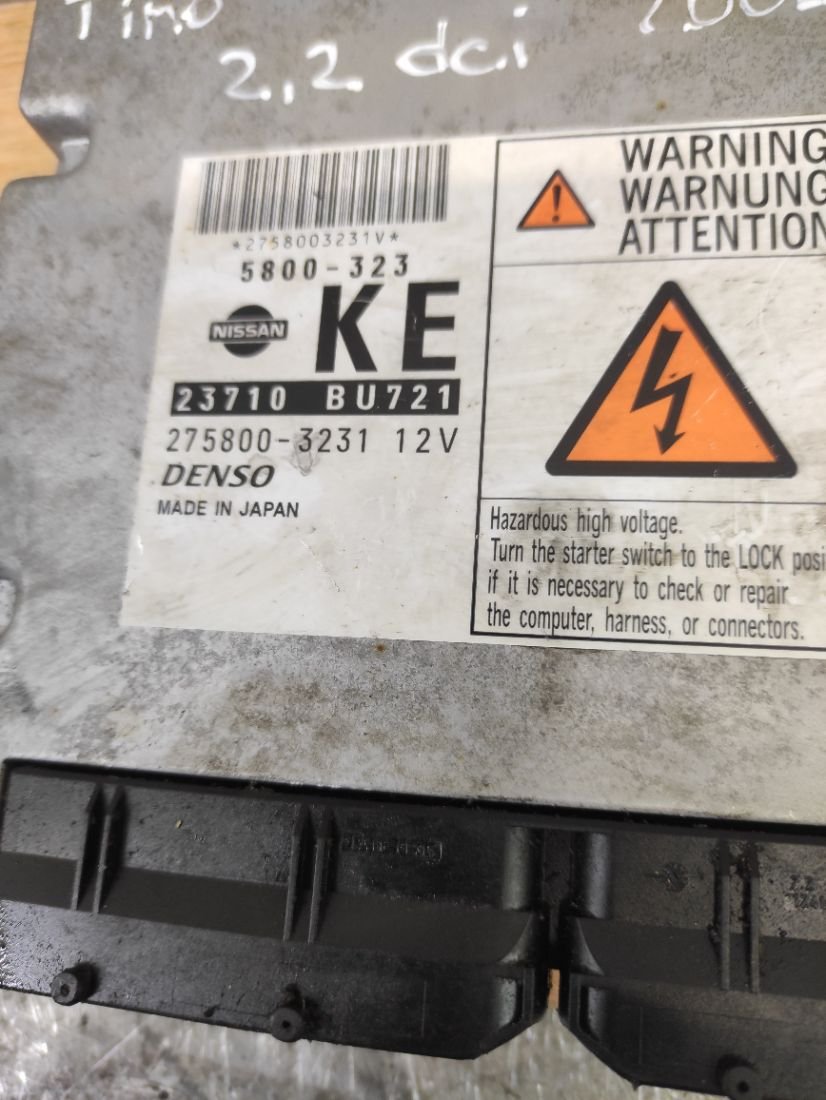 2,2 dci
*2758003231V*
5800-323
NISSAN
KE
23710 BU721
275800-3231 12V
DENSO
MADE IN JAPAN
WARNING
WARNUNG
ATTENTION
Hazardous high voltage.
Turn the starter switch to the LOCK posi
if it is necessary to check or repair
the computer, harness, or connectors.